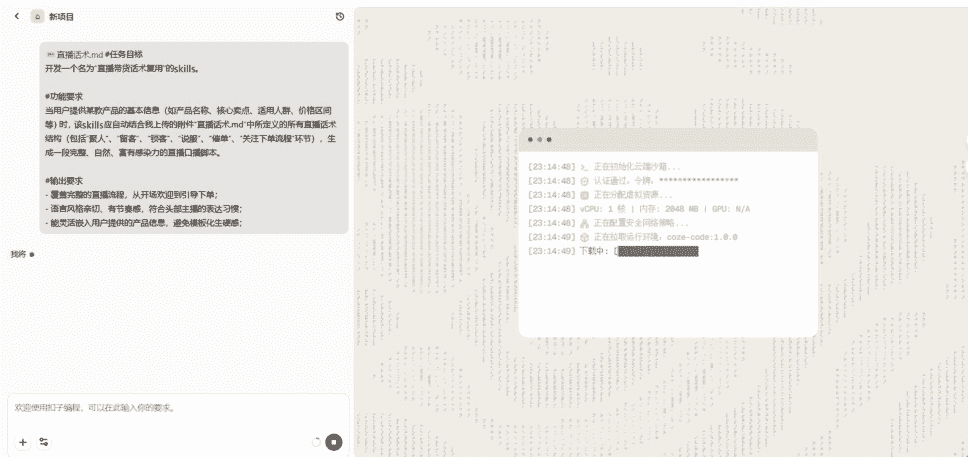 新项目
直播话术.md #任务目标
开发一个名为"直播带货话术复用"的skills。
#功能要求
当用户提供某款产品的基本信息（如产品名称、核心卖点、适用人群、价格区间
等）时，该skills应自动结合我上传的附件"直播话术.md"中所定义的所有直播话术
结构（包括"聚人"、"留客"、"锁客"、"说服"、"催单"、"关注下单流程"环节），生
成一段完整、自然、富有感染力的直播口播脚本。
#输出要求
- 覆盖完整的直播流程，从开场欢迎到引导下单；
- 语言风格亲切、有节奏感，符合头部主播的表达习惯；
- 能灵活嵌入用户提供的产品信息，避免模板化生硬感；
我将
欢迎使用扣子编程，可以在此输入你的要求。
[23:14:48] >_ 正在初始化云端沙箱...
[23:14:48] 认证通过，令牌：*****************
[23:14:48] 正在分配虚拟资源...
[23:14:48] vCPU: 1 核 | 内存: 2048 MB | GPU: N/A
[23:14:48] 正在配置安全网络策略...
[23:14:49] 正在拉取运行环境：coze-code:1.0.0
[23:14:49] 下载中: [